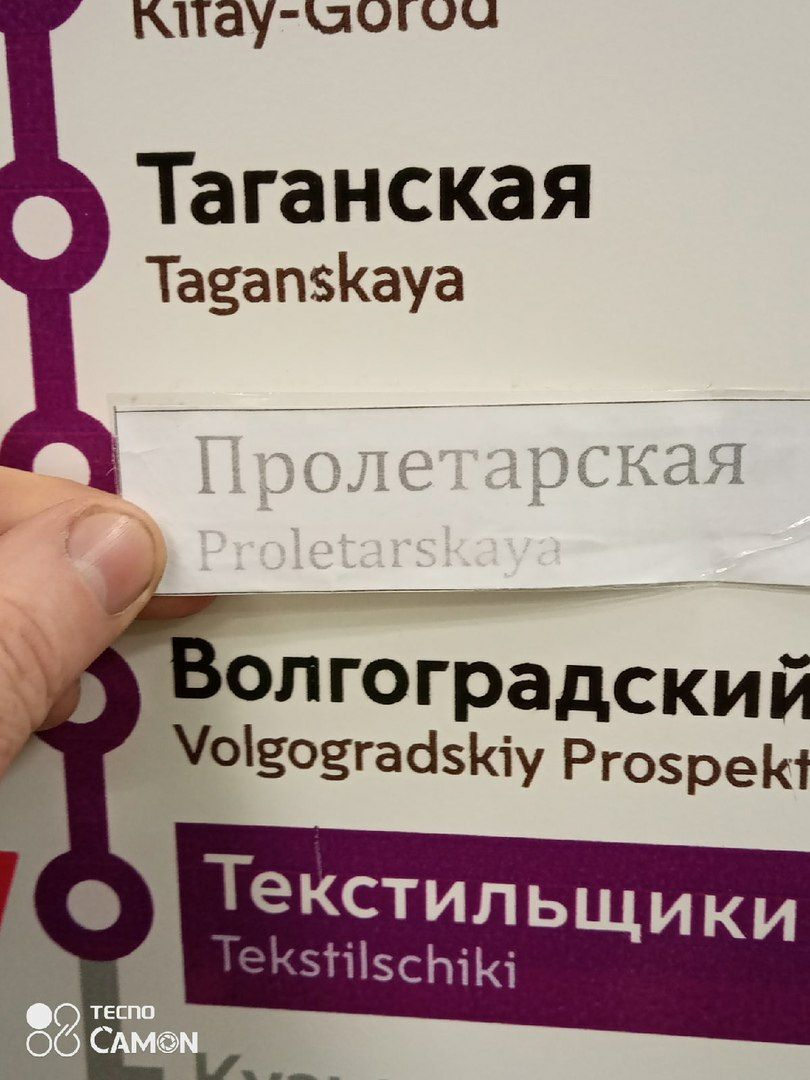 Kitay-Gorod
Таганская
Taganskaya
Пролетарская
Proletarskaya
Волгоградский
Volgogradskiy Prospekt
Текстильщики
Tekstilschiki
TECNO
CAMON